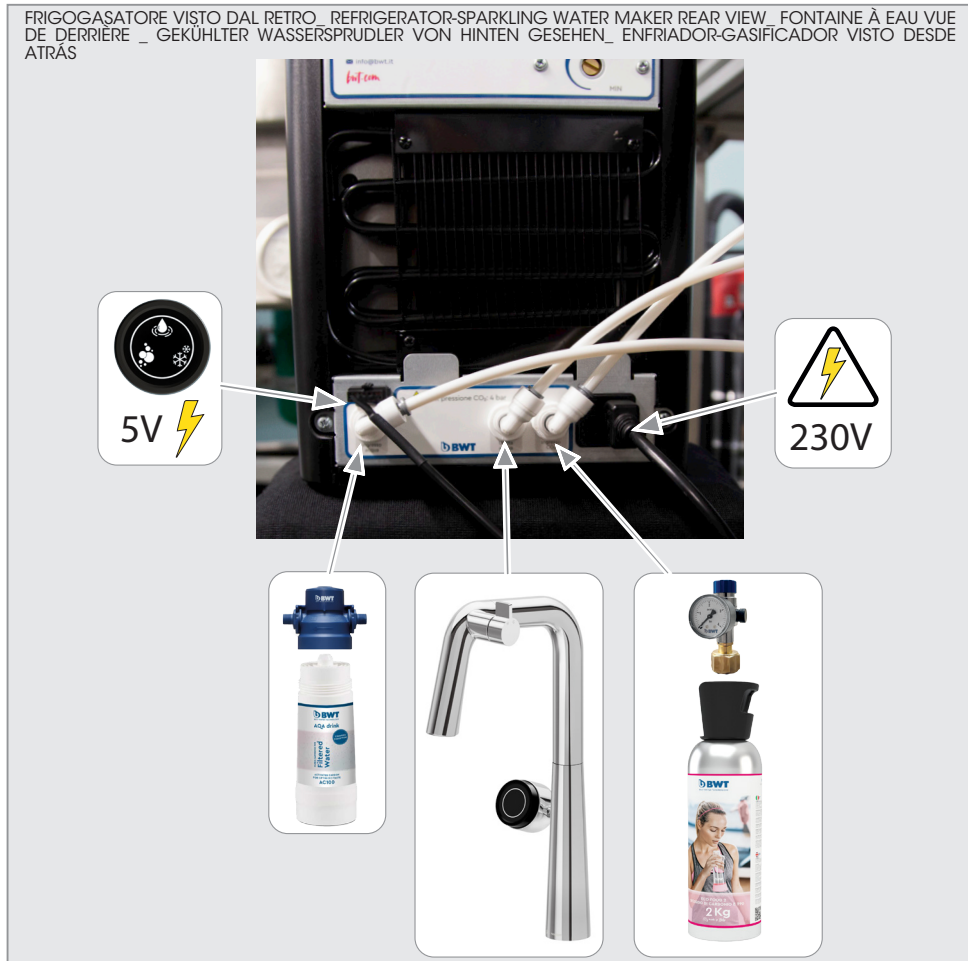 FRIGOGASATORE VISTO DAL RETRO_ REFRIGERATOR-SPARKLING WATER MAKER REAR VIEW_ FONTAINE À EAU VUE
DE DERRIÈRE _ GEKÜHLTER WASSERSPRUDLER VON HINTEN GESEHEN_ ENFRIADOR-GASIFICADOR VISTO DESDE
ATRÁS
info@bwt.it
bwt.com
MIN
5V
pressione CO₂: 4 bar
BWT
230V
BWT
BWT
AQA drink
Filtered
Water
AC100
BWT
BWT
2Kg